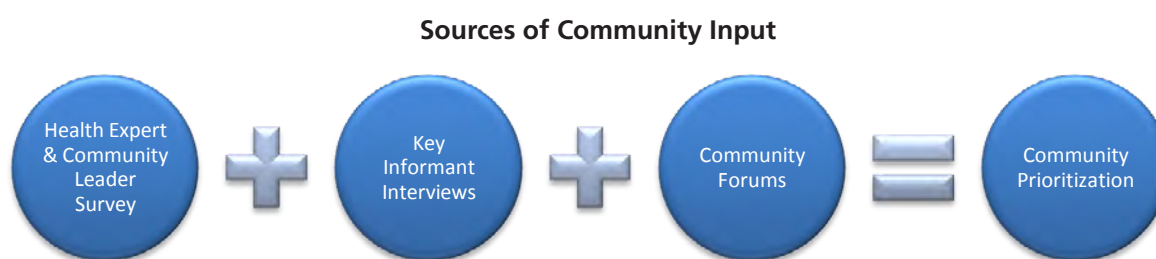 Sources of Community Input
Health Expert
& Community
Leader
Survey
Key
Informant
Interviews
Community
Forums
Community
Prioritization